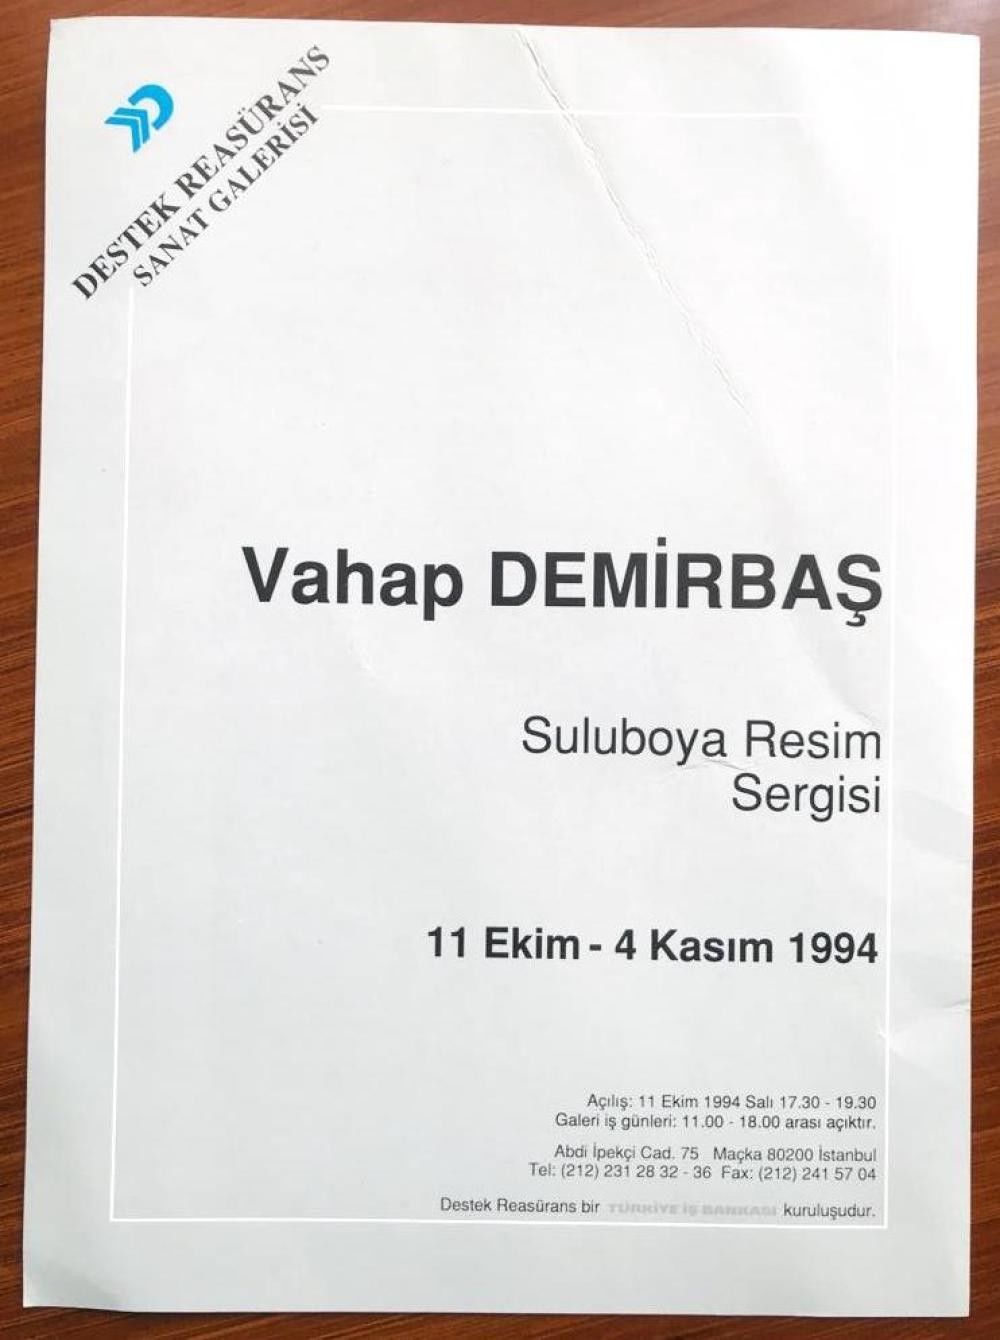 DESTEK REASÜRANS
SANAT GALERİSİ
Vahap DEMİRBAŞ
Suluboya Resim
Sergisi
11 Ekim - 4 Kasım 1994
Açılış: 11 Ekim 1994 Salı 17.30 - 19.30
Galeri iş günleri: 11.00 - 18.00 arası açıktır.
Abdi İpekçi Cad. 75 Maçka 80200 İstanbul
Tel: (212) 231 28 32 - 36 Fax: (212) 241 57 04
Destek Reasürans bir TÜRKİYE İŞ BANKASI kuruluşudur.